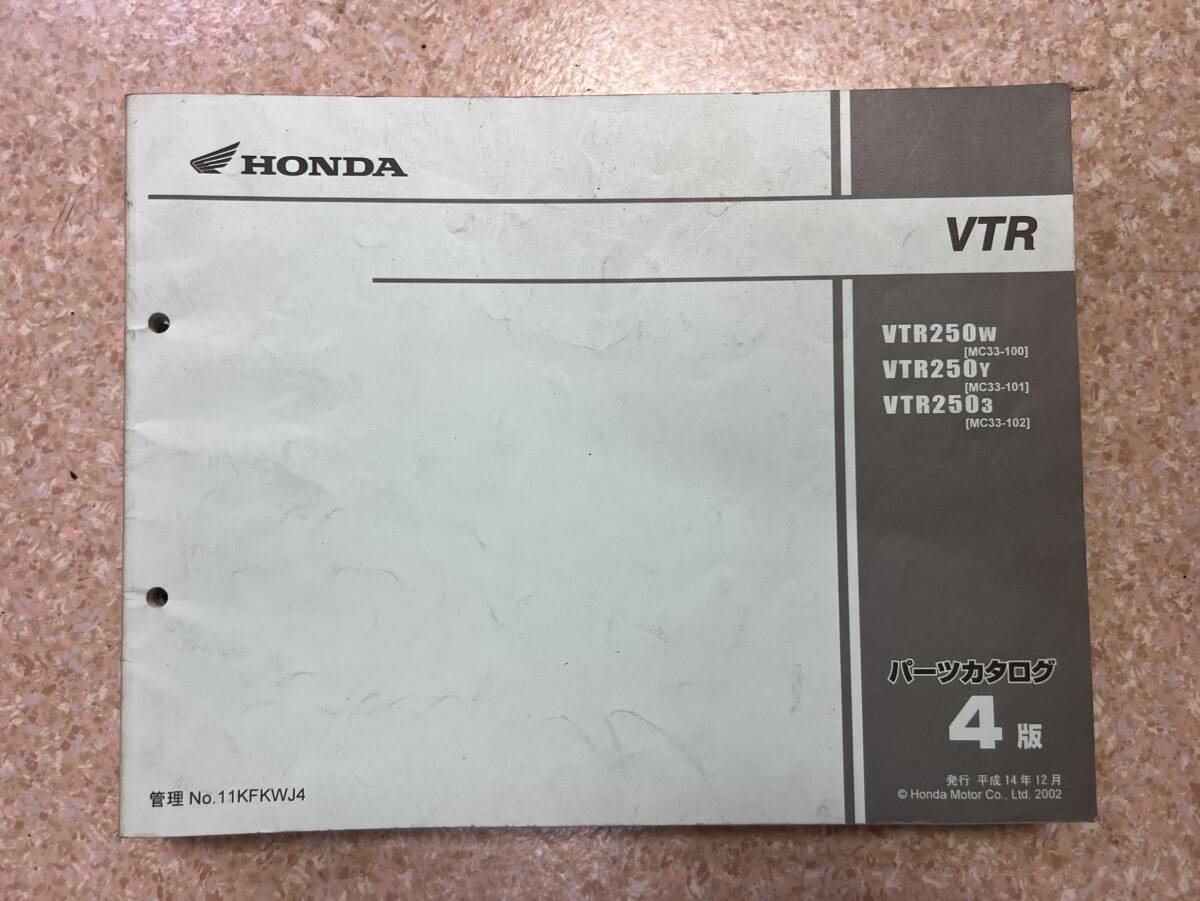 HONDA
VTR
VTR250W
[MC33-100]
VTR250Y
[MC33-101]
VTR2503
[MC33-102]
パーツカタログ
4版
発行 平成14年12月
© Honda Motor Co., Ltd. 2002
管理 No.11KFKWJ4